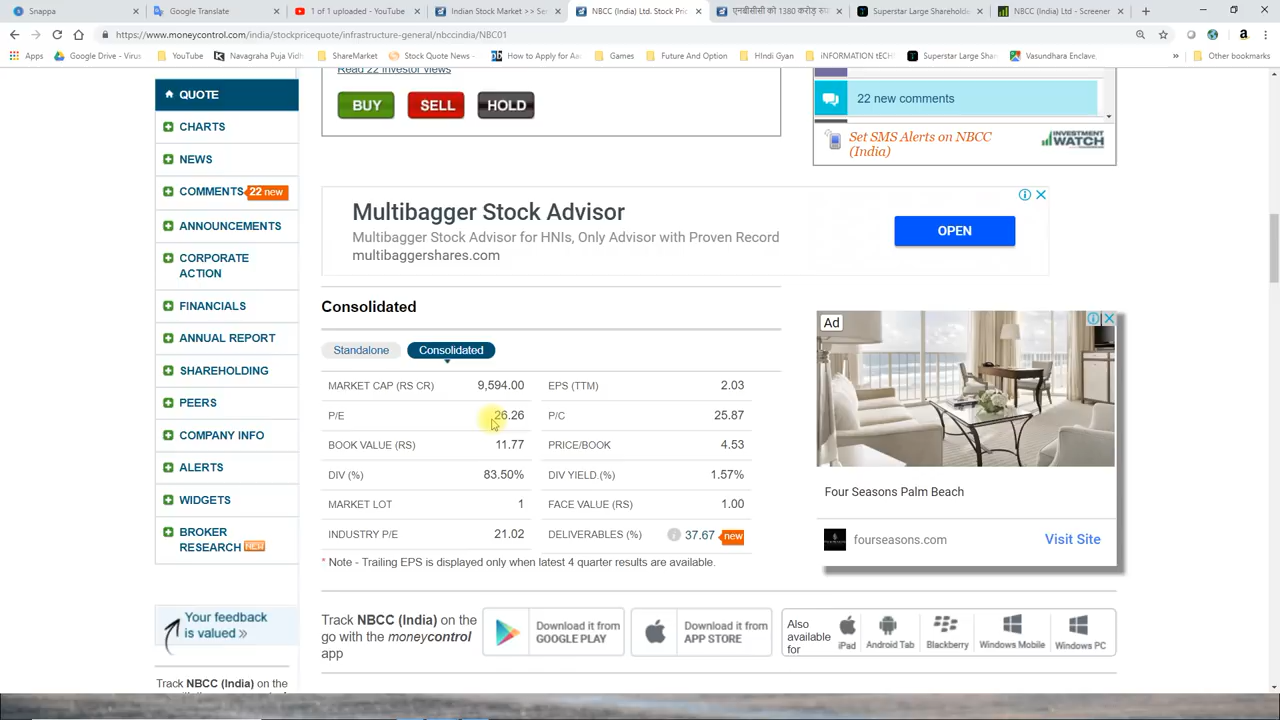 Snappa
Google Translate
1 of 1 uploaded - YouTube
Indian Stock Market >> Se
NBCC (India) Ltd. Stock Pric
एनबीसीसी को 1380 करोड़ रुप
Superstar Large Shareholde
NBCC (India) Ltd - Screener
https://www.moneycontrol.com/india/stockpricequote/infrastructure-general/nbccindia/NBC01
Apps
Google Drive - Virus
YouTube
Navagraha Puja Vidh
ShareMarket
Stock Quote News -
How to Apply for Aa
Games
Future And Option
HIndi Gyan
iNFORMATION tECH
Superstar Large Shar
Vasundhara Enclave.
»
Other bookmarks
Read 22 investor views
BUY
SELL
HOLD
22 new comments
Set SMS Alerts on NBCC
(India)
INVESTMENT
WATCH
QUOTE
CHARTS
NEWS
COMMENTS 22 new
ANNOUNCEMENTS
CORPORATE
ACTION
FINANCIALS
ANNUAL REPORT
SHAREHOLDING
PEERS
COMPANY INFO
ALERTS
WIDGETS
BROKER
RESEARCH NEW
Your feedback
is valued »
Track NBCC (India) on the
Multibagger Stock Advisor
Multibagger Stock Advisor for HNIs, Only Advisor with Proven Record
multibaggershares.com
OPEN
Consolidated
Standalone Consolidated
MARKET CAP (RS CR) 9,594.00 EPS (TTM) 2.03
P/E 26.26 P/C 25.87
BOOK VALUE (RS) 11.77 PRICE/BOOK 4.53
DIV (%) 83.50% DIV YIELD.(%) 1.57%
MARKET LOT 1 FACE VALUE (RS) 1.00
INDUSTRY P/E 21.02 DELIVERABLES (%) 37.67 new
* Note - Trailing EPS is displayed only when latest 4 quarter results are available.
Ad
Four Seasons Palm Beach
fourseasons.com
Visit Site
Track NBCC (India) on the
go with the moneycontrol
app
Download it from
GOOGLE PLAY
Download it from
APP STORE
Also
available
for
iPad
Android Tab
Blackberry
Windows Mobile
Windows PC